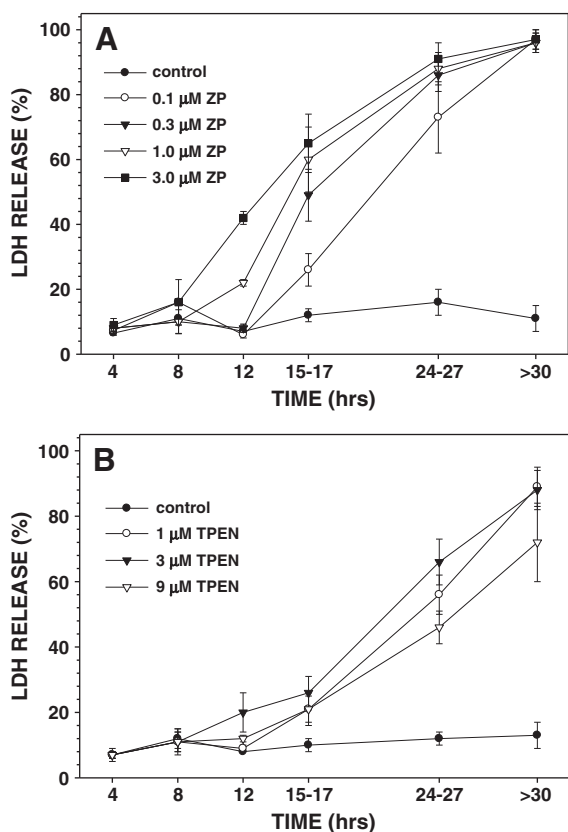 A
control
0.1 μM ZP
0.3 μM ZP
1.0 μM ZP
3.0 μM ZP
LDH RELEASE (%)
100
80
60
40
20
0
4 8 12 15-17 24-27 >30
TIME (hrs)
B
control
1 μM TPEN
3 μM TPEN
9 μM TPEN
LDH RELEASE (%)
100
80
60
40
20
0
4 8 12 15-17 24-27 >30
TIME (hrs)